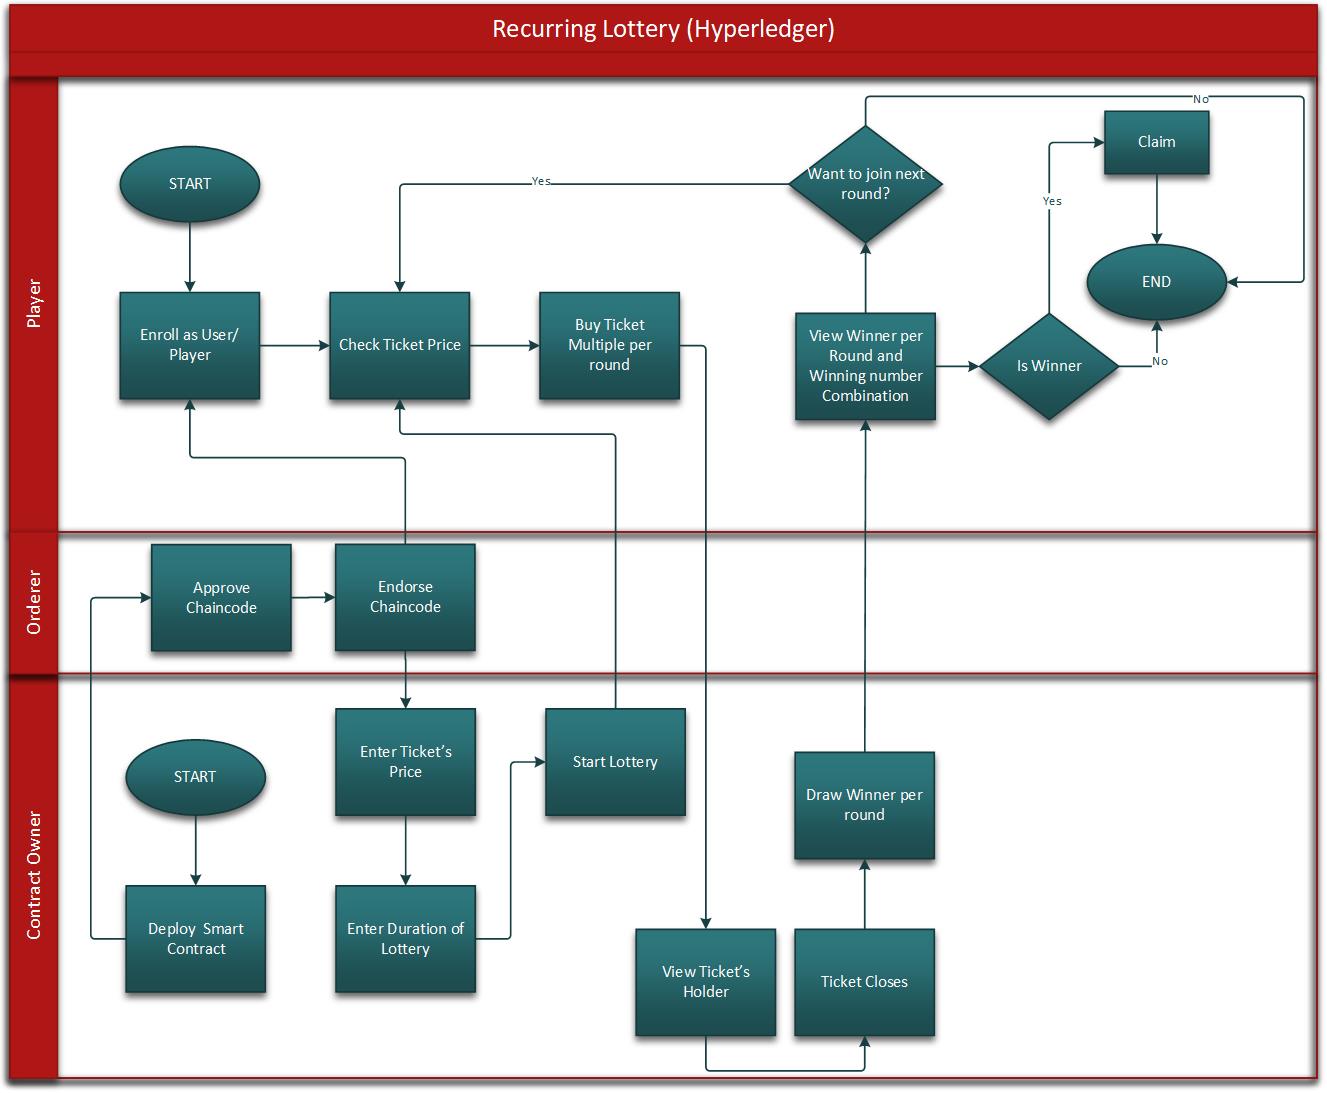 Recurring Lottery (Hyperledger)
Player
START
Enroll as User/
Player
Check Ticket Price
Buy Ticket
Multiple per
round
Yes
Want to join next
round?
No
View Winner per
Round and
Winning number
Combination
Is Winner
Yes
No
Claim
END
Orderer
Approve
Chaincode
Endorse
Chaincode
Contract Owner
START
Deploy Smart
Contract
Enter Ticket’s
Price
Enter Duration of
Lottery
Start Lottery
View Ticket’s
Holder
Ticket Closes
Draw Winner per
round